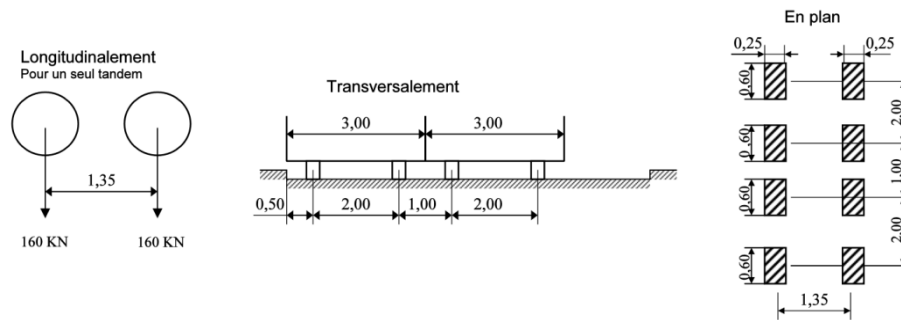 Longitudinalement
Pour un seul tandem
1,35
160 KN
160 KN
Transversalement
3,00
3,00
0,50
2,00
1,00
2,00
En plan
0,25
0,25
0,60
0,60
0,60
0,60
2,00
1,00
2,00
1,35